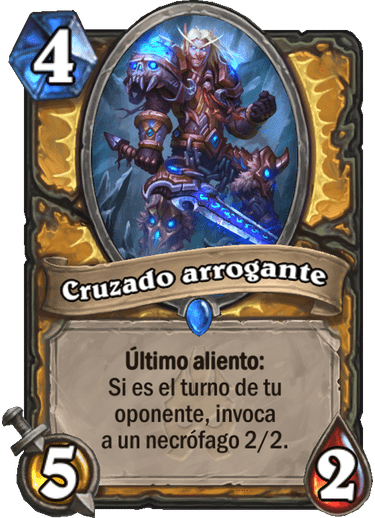 4
Cruzado arrogante
Último aliento:
Si es el turno de tu
oponente, invoca
a un necrófago 2/2.
5
2